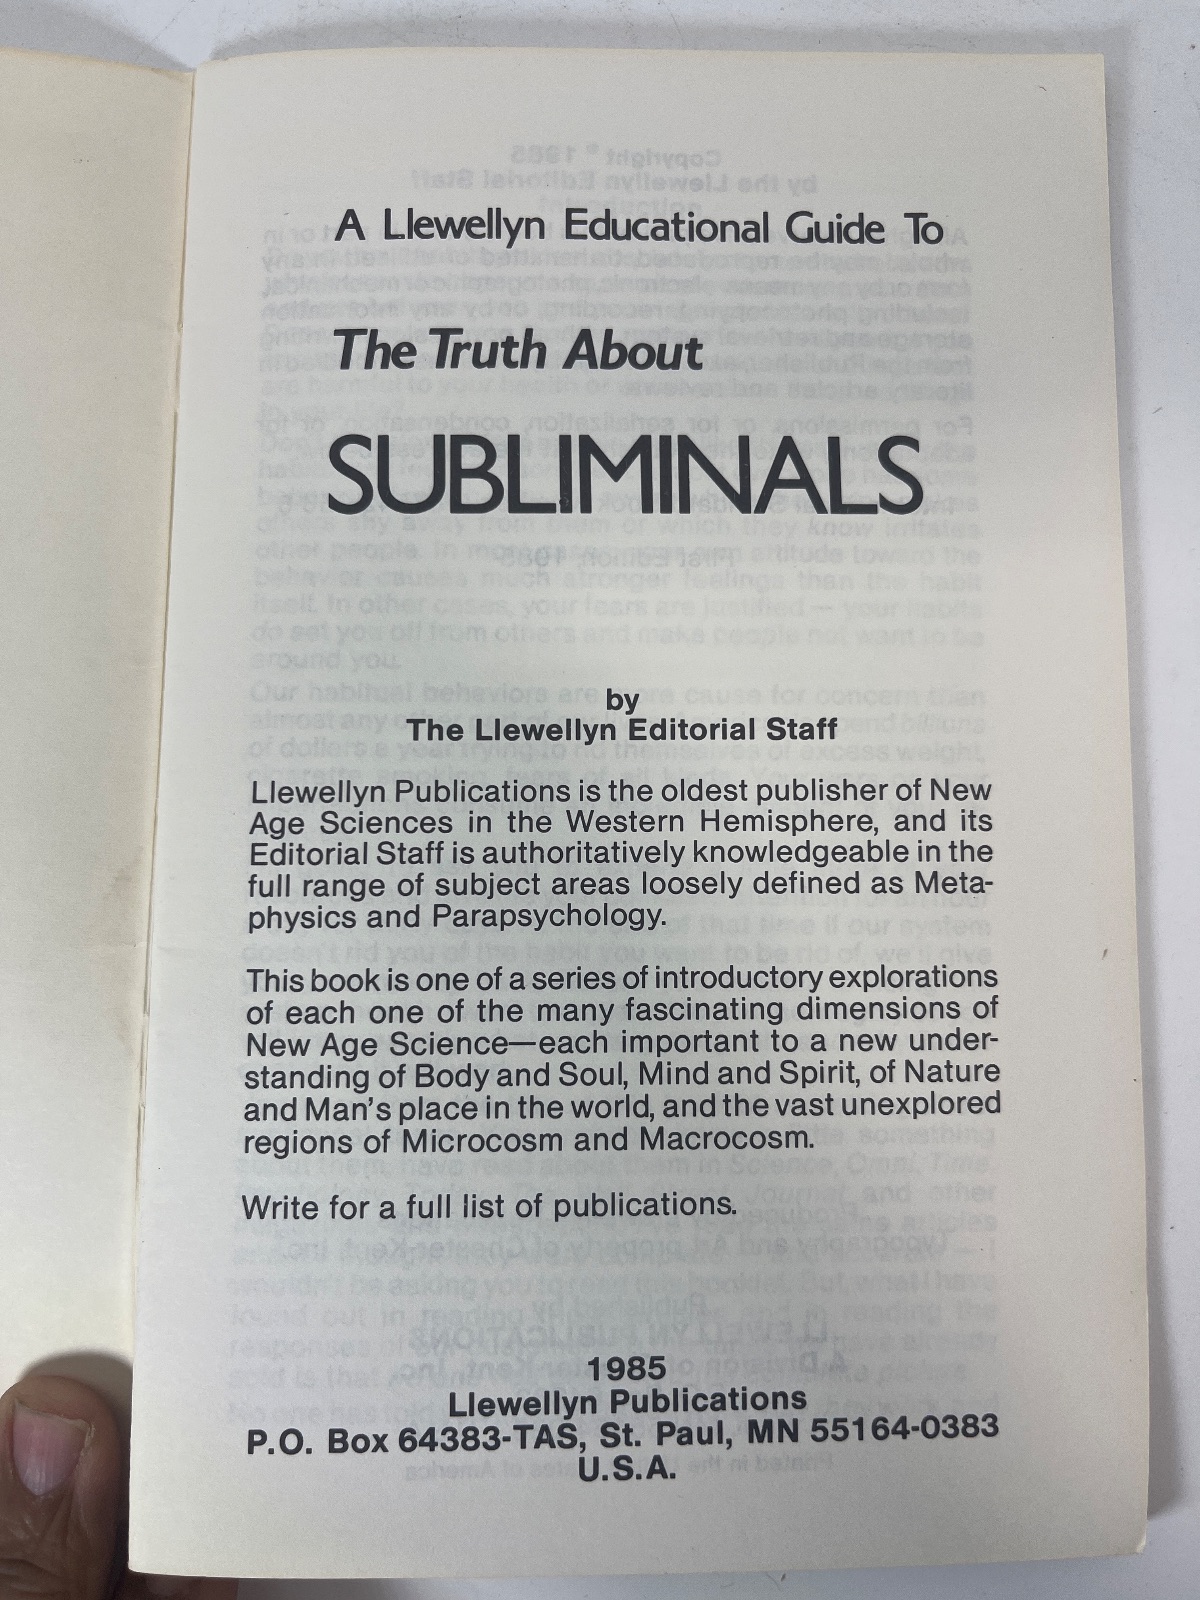 A Llewellyn Educational Guide To
The Truth About
SUBLIMINALS
by
The Llewellyn Editorial Staff
Llewellyn Publications is the oldest publisher of New
Age Sciences in the Western Hemisphere, and its
Editorial Staff is authoritatively knowledgeable in the
full range of subject areas loosely defined as Meta-
physics and Parapsychology.
This book is one of a series of introductory explorations
of each one of the many fascinating dimensions of
New Age Science—each important to a new under-
standing of Body and Soul, Mind and Spirit, of Nature
and Man's place in the world, and the vast unexplored
regions of Microcosm and Macrocosm.
Write for a full list of publications.
1985
Llewellyn Publications
P.O. Box 64383-TAS, St. Paul, MN 55164-0383
U.S.A.